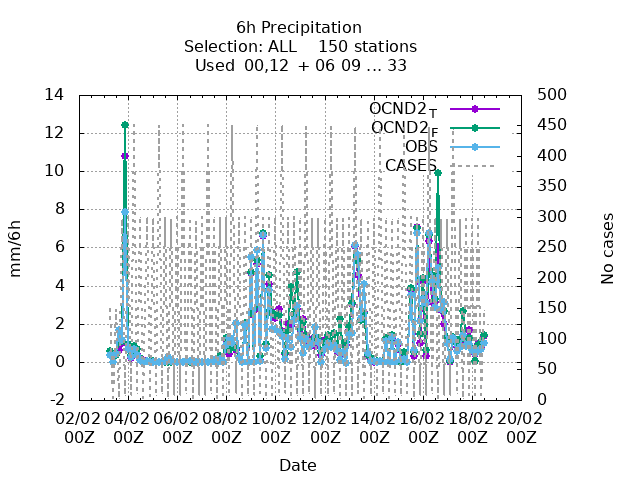 6h Precipitation
Selection: ALL 150 stations
Used 00,12 + 06 09 ... 33
OCND2_T
OCND2_F
OBS
CASES
mm/6h
14
12
10
8
6
4
2
0
-2
500
450
400
350
300
250
200
150
100
50
0
No cases
02/02 04/02 06/02 08/02 10/02 12/02 14/02 16/02 18/02 20/02
00Z 00Z 00Z 00Z 00Z 00Z 00Z 00Z 00Z 00Z
Date